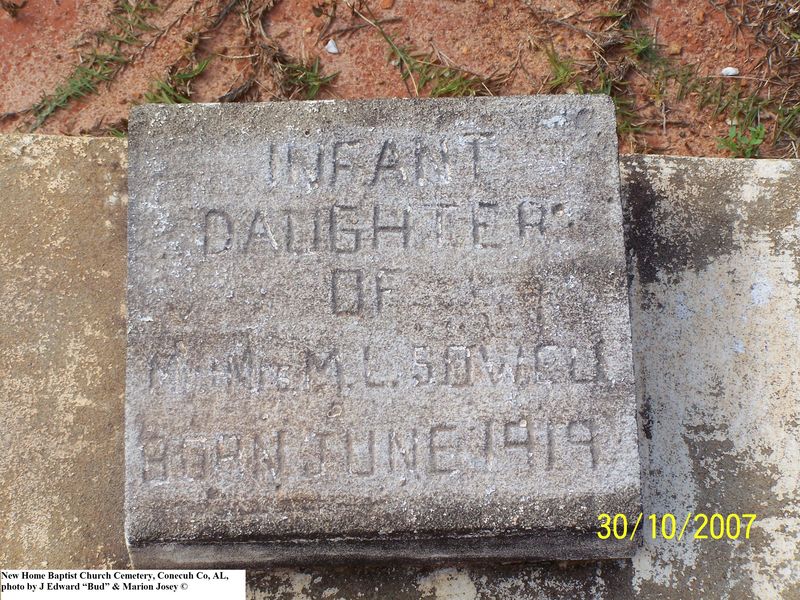 INFANT
DAUGHTER
OF
M. L. SOWELL
BORN JUNE 1919
30/10/2007
New Home Baptist Church Cemetery, Conecuh Co, AL,
photo by J Edward “Bud” & Marion Josey ©